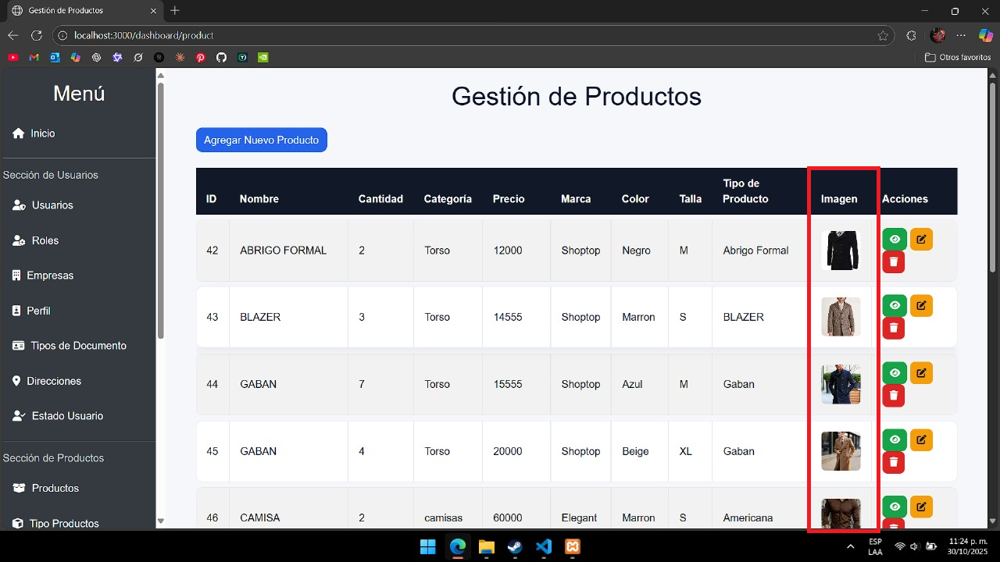 Gestión de Productos
localhost:3000/dashboard/product
Otros favoritos
Menú
Inicio
Sección de Usuarios
Usuarios
Roles
Empresas
Perfil
Tipos de Documento
Direcciones
Estado Usuario
Sección de Productos
Productos
Tipo Productos
Gestión de Productos
Agregar Nuevo Producto
ID Nombre Cantidad Categoría Precio Marca Color Talla Tipo de Producto Imagen Acciones
42 ABRIGO FORMAL 2 Torso 12000 Shoptop Negro M Abrigo Formal
43 BLAZER 3 Torso 14555 Shoptop Marron S BLAZER
44 GABAN 7 Torso 15555 Shoptop Azul M Gaban
45 GABAN 4 Torso 20000 Shoptop Beige XL Gaban
46 CAMISA 2 camisas 60000 Elegant Marron S Americana
ESP
LAA
11:24 p. m.
30/10/2025